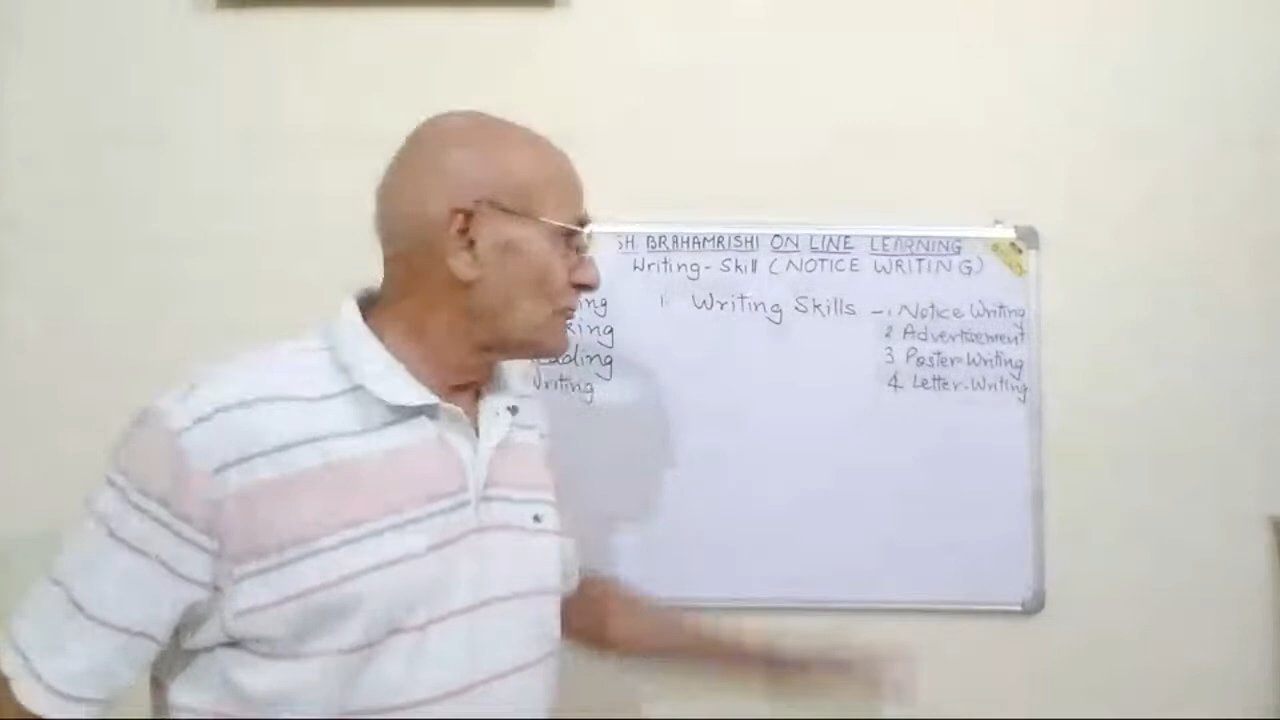 SH BRAHAMRISHI ON LINE LEARNING
Writing-Skill (NOTICE WRITING)
1. Writing Skills - 1 Notice Writing
2 Advertisement
3 Poster-Writing
4 Letter-Writing
Writing